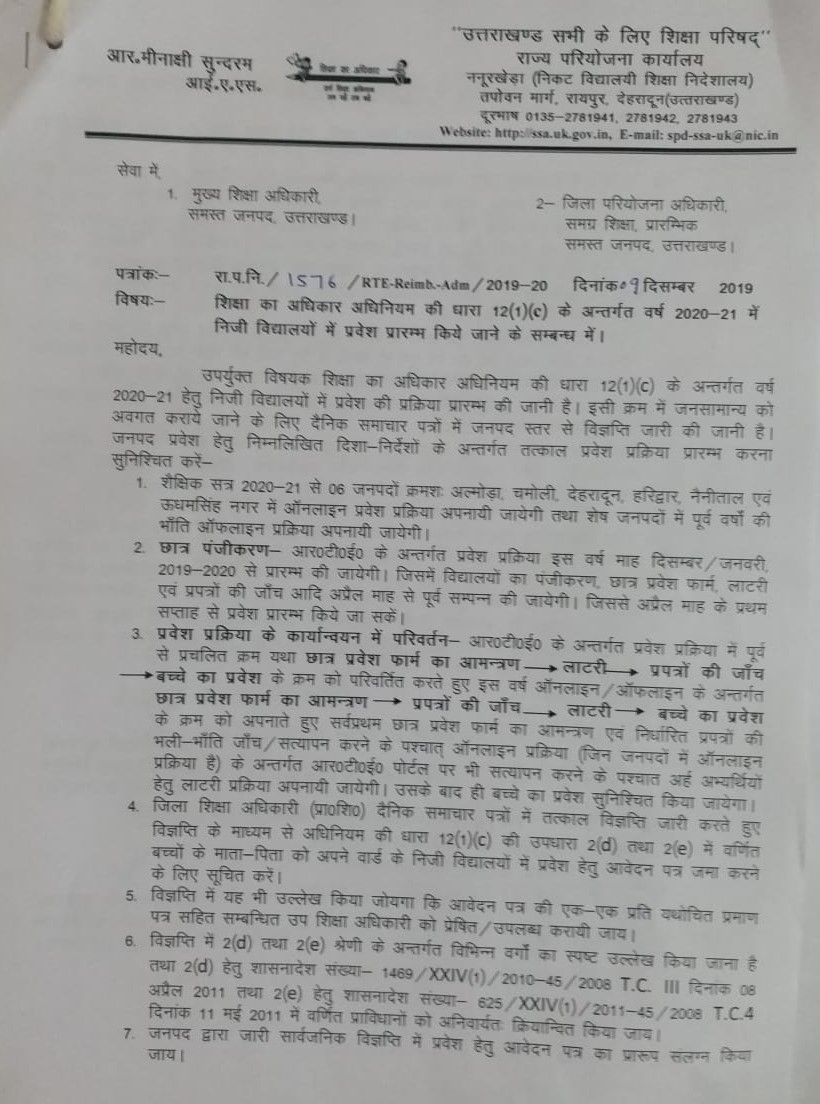 "उत्तराखण्ड सभी के लिए शिक्षा परिषद्"
आर.मीनाक्षी सुन्दरम
आई.ए.एस.
राज्य परियोजना कार्यालय
ननूरखेड़ा (निकट विद्यालयी शिक्षा निदेशालय)
तपोवन मार्ग, रायपुर, देहरादून(उत्तराखण्ड)
दूरभाष 0135-2781941, 2781942, 2781943
Website: http://ssa.uk.gov.in, E-mail: spd-ssa-uk@nic.in
सेवा में,
1. मुख्य शिक्षा अधिकारी,
समस्त जनपद, उत्तराखण्ड।
2– जिला परियोजना अधिकारी,
समग्र शिक्षा, प्रारम्भिक
समस्त जनपद, उत्तराखण्ड।
पत्रांकः– रा.प.नि./ 1576 /RTE-Reimb.-Adm/2019-20 दिनांक 09 दिसम्बर 2019
विषयः– शिक्षा का अधिकार अधिनियम की धारा 12(1)(c) के अन्तर्गत वर्ष 2020–21 में
निजी विद्यालयों में प्रवेश प्रारम्भ किये जाने के सम्बन्ध में।
महोदय,
उपर्युक्त विषयक शिक्षा का अधिकार अधिनियम की धारा 12(1)(c) के अन्तर्गत वर्ष
2020–21 हेतु निजी विद्यालयों में प्रवेश की प्रक्रिया प्रारम्भ की जानी है। इसी क्रम में जनसामान्य को
अवगत कराये जाने के लिए दैनिक समाचार पत्रों में जनपद स्तर से विज्ञप्ति जारी की जानी है।
जनपद प्रवेश हेतु निम्नलिखित दिशा–निर्देशों के अन्तर्गत तत्काल प्रवेश प्रक्रिया प्रारम्भ करना
सुनिश्चित करें–
1. शैक्षिक सत्र 2020–21 से 06 जनपदों क्रमशः अल्मोड़ा, चमोली, देहरादून, हरिद्वार, नैनीताल एवं
ऊधमसिंह नगर में ऑनलाइन प्रवेश प्रक्रिया अपनायी जायेगी तथा शेष जनपदों में पूर्व वर्षों की
भाँति ऑफलाइन प्रक्रिया अपनायी जायेगी।
2. छात्र पंजीकरण– आर0टी0ई0 के अन्तर्गत प्रवेश प्रक्रिया इस वर्ष माह दिसम्बर/जनवरी,
2019–2020 से प्रारम्भ की जायेगी। जिसमें विद्यालयों का पंजीकरण, छात्र प्रवेश फार्म, लाटरी
एवं प्रपत्रों की जाँच आदि अप्रैल माह से पूर्व सम्पन्न की जायेगी। जिससे अप्रैल माह के प्रथम
सप्ताह से प्रवेश प्रारम्भ किये जा सकें।
3. प्रवेश प्रक्रिया के कार्यान्वयन में परिवर्तन– आर0टी0ई0 के अन्तर्गत प्रवेश प्रक्रिया में पूर्व
से प्रचलित क्रम यथा छात्र प्रवेश फार्म का आमन्त्रण → लाटरी → प्रपत्रों की जाँच
→ बच्चे का प्रवेश के क्रम को परिवर्तित करते हुए इस वर्ष ऑनलाइन/ऑफलाइन के अन्तर्गत
छात्र प्रवेश फार्म का आमन्त्रण → प्रपत्रों की जाँच → लाटरी → बच्चे का प्रवेश
के क्रम को अपनाते हुए सर्वप्रथम छात्र प्रवेश फार्म का आमन्त्रण एवं निर्धारित प्रपत्रों की
भली–भाँति जाँच/सत्यापन करने के पश्चात् ऑनलाइन प्रक्रिया (जिन जनपदों में ऑनलाइन
प्रक्रिया है) के अन्तर्गत आर0टी0ई0 पोर्टल पर भी सत्यापन करने के पश्चात अर्ह अभ्यर्थियों
हेतु लाटरी प्रक्रिया अपनायी जायेगी। उसके बाद ही बच्चे का प्रवेश सुनिश्चित किया जायेगा।
4. जिला शिक्षा अधिकारी (प्रा0शि0) दैनिक समाचार पत्रों में तत्काल विज्ञप्ति जारी करते हुए
विज्ञप्ति के माध्यम से अधिनियम की धारा 12(1)(c) की उपधारा 2(d) तथा 2(e) में वर्णित
बच्चों के माता–पिता को अपने वार्ड के निजी विद्यालयों में प्रवेश हेतु आवेदन पत्र जमा करने
के लिए सूचित करें।
5. विज्ञप्ति में यह भी उल्लेख किया जोयगा कि आवेदन पत्र की एक–एक प्रति यथोचित प्रमाण
पत्र सहित सम्बन्धित उप शिक्षा अधिकारी को प्रेषित/उपलब्ध करायी जाय।
6. विज्ञप्ति में 2(d) तथा 2(e) श्रेणी के अन्तर्गत विभिन्न वर्गो का स्पष्ट उल्लेख किया जाना है
तथा 2(d) हेतु शासनादेश संख्या– 1469/XXIV(1)/2010–45/2008 T.C. III दिनांक 08
अप्रैल 2011 तथा 2(e) हेतु शासनादेश संख्या– 625/XXIV(1)/2011–45/2008 T.C.4
दिनांक 11 मई 2011 में वर्णित प्राविधानों को अनिवार्यतः क्रियान्वित किया जाय।
7. जनपद द्वारा जारी सार्वजनिक विज्ञप्ति में प्रवेश हेतु आवेदन पत्र का प्रारूप संलग्न किया
जाय।